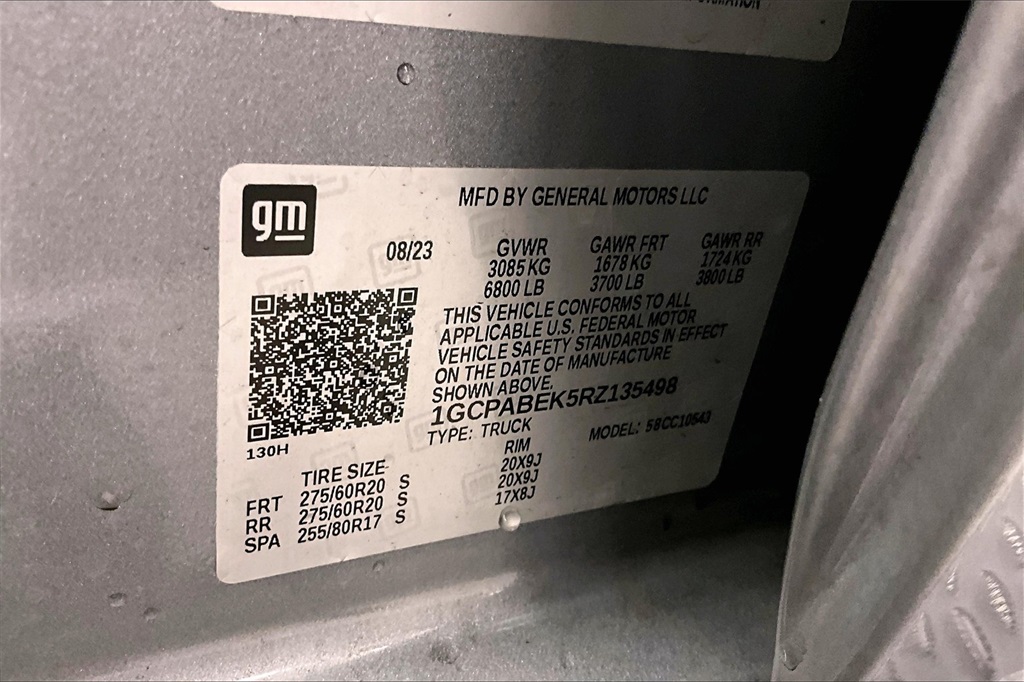 gm
MFD BY GENERAL MOTORS LLC
08/23 GVWR GAWR FRT GAWR RR
3085 KG 1678 KG 1724 KG
6800 LB 3700 LB 3800 LB
THIS VEHICLE CONFORMS TO ALL
APPLICABLE U.S. FEDERAL MOTOR
VEHICLE SAFETY STANDARDS IN EFFECT
ON THE DATE OF MANUFACTURE
SHOWN ABOVE.
1GCPABEK5RZ135498
130H
TYPE: TRUCK MODEL: 58CC10543
TIRE SIZE RIM
FRT 275/60R20 S 20X9J
RR 275/60R20 S 20X9J
SPA 255/80R17 S 17X8J